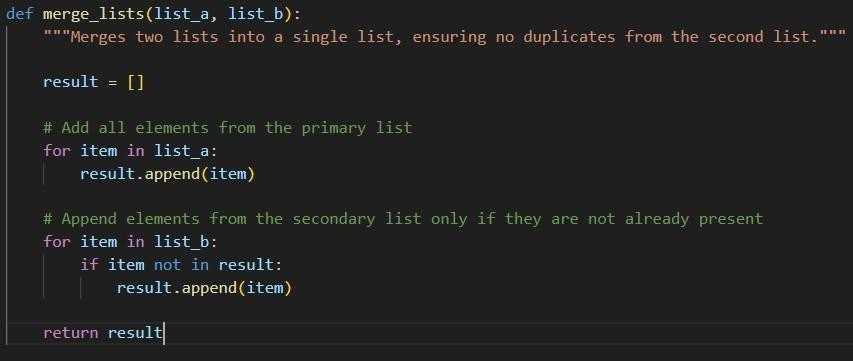 def merge_lists(list_a, list_b):
    """Merges two lists into a single list, ensuring no duplicates from the second list."""
    result = []
    # Add all elements from the primary list
    for item in list_a:
        result.append(item)
    # Append elements from the secondary list only if they are not already present
    for item in list_b:
        if item not in result:
            result.append(item)
    return result